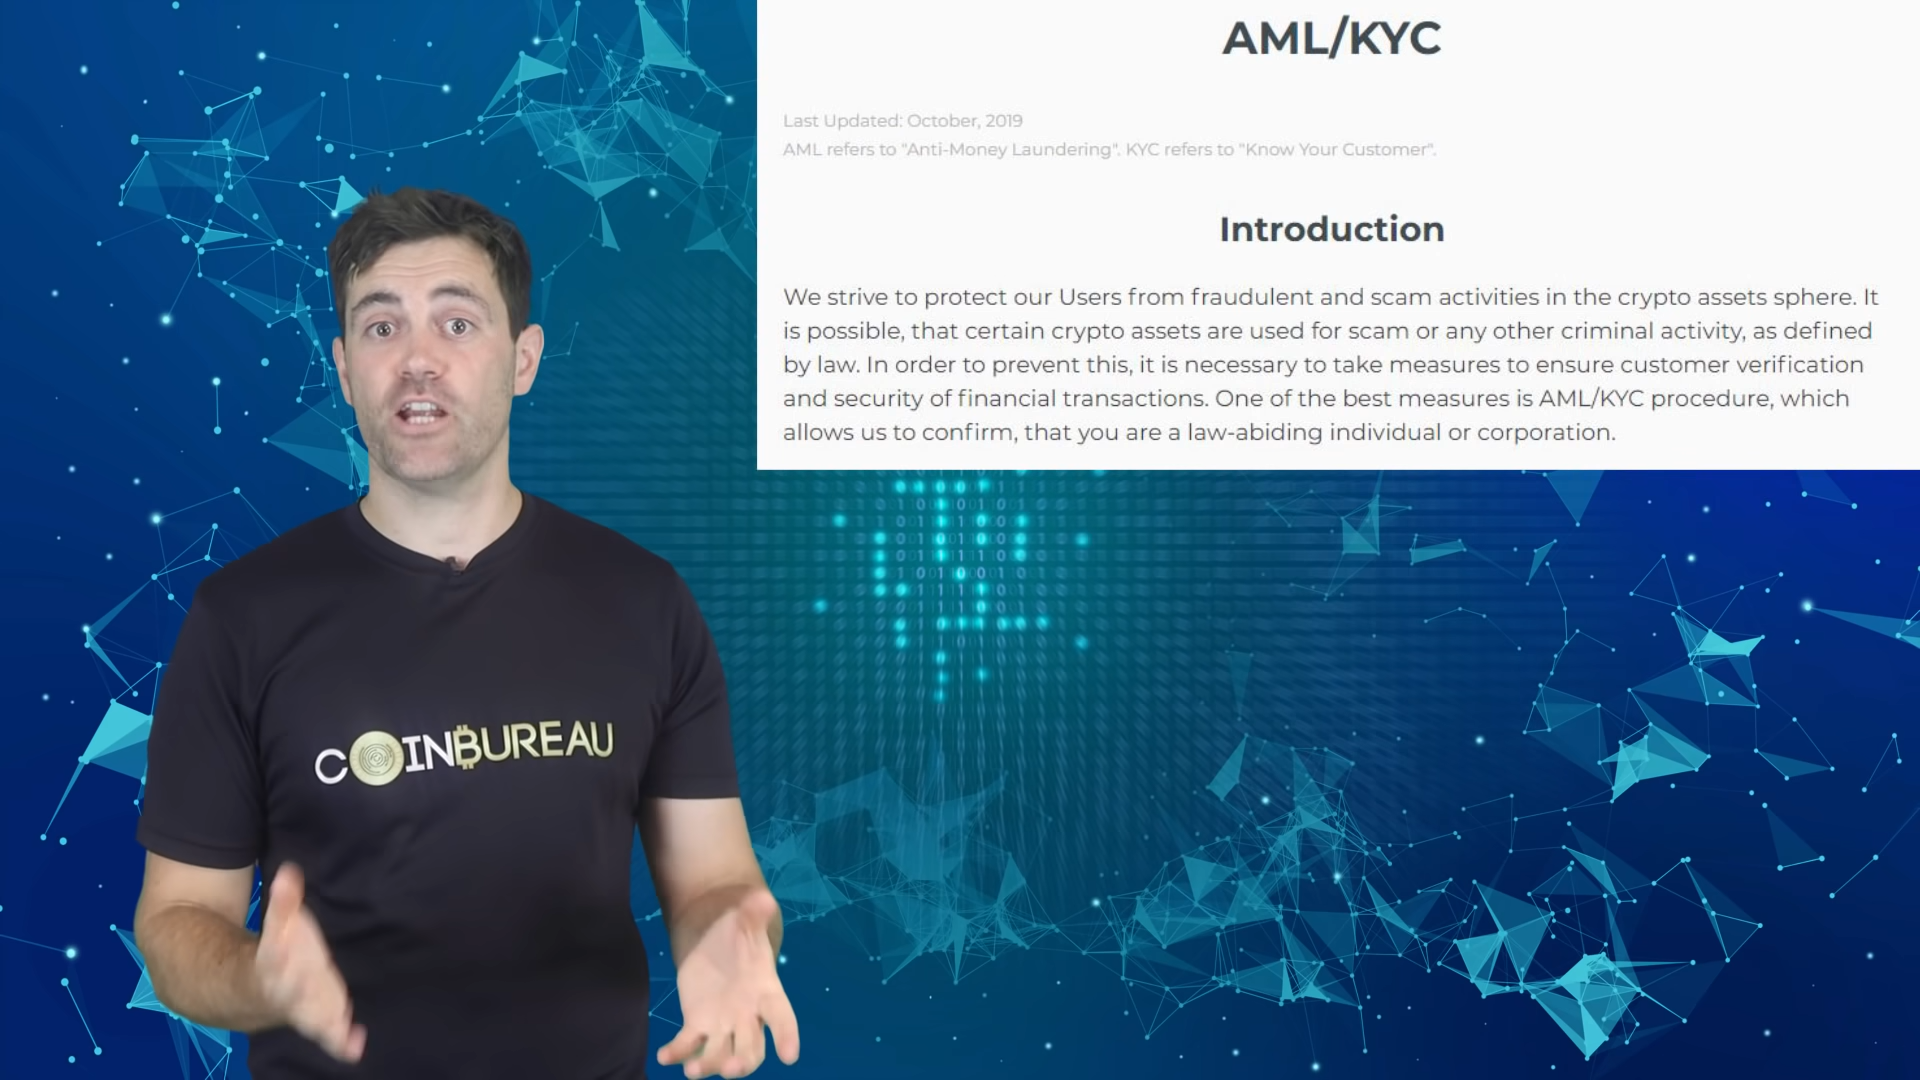 AML/KYC
Last Updated: October, 2019
AML refers to "Anti-Money Laundering". KYC refers to "Know Your Customer".
Introduction
We strive to protect our Users from fraudulent and scam activities in the crypto assets sphere. It
is possible, that certain crypto assets are used for scam or any other criminal activity, as defined
by law. In order to prevent this, it is necessary to take measures to ensure customer verification
and security of financial transactions. One of the best measures is AML/KYC procedure, which
allows us to confirm, that you are a law-abiding individual or corporation.
COINBUREAU